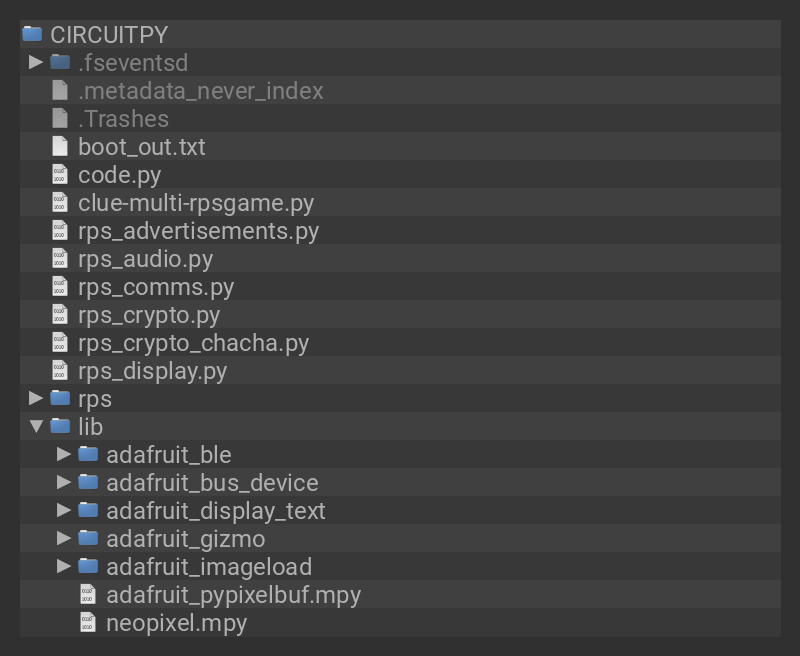 CIRCUITPY
.fseventsd
.metadata_never_index
.Trashes
boot_out.txt
code.py
clue-multi-rpsgame.py
rps_advertisements.py
rps_audio.py
rps_comms.py
rps_crypto.py
rps_crypto_chacha.py
rps_display.py
rps
lib
adafruit_ble
adafruit_bus_device
adafruit_display_text
adafruit_gizmo
adafruit_imageload
adafruit_pypixelbuf.mpy
neopixel.mpy